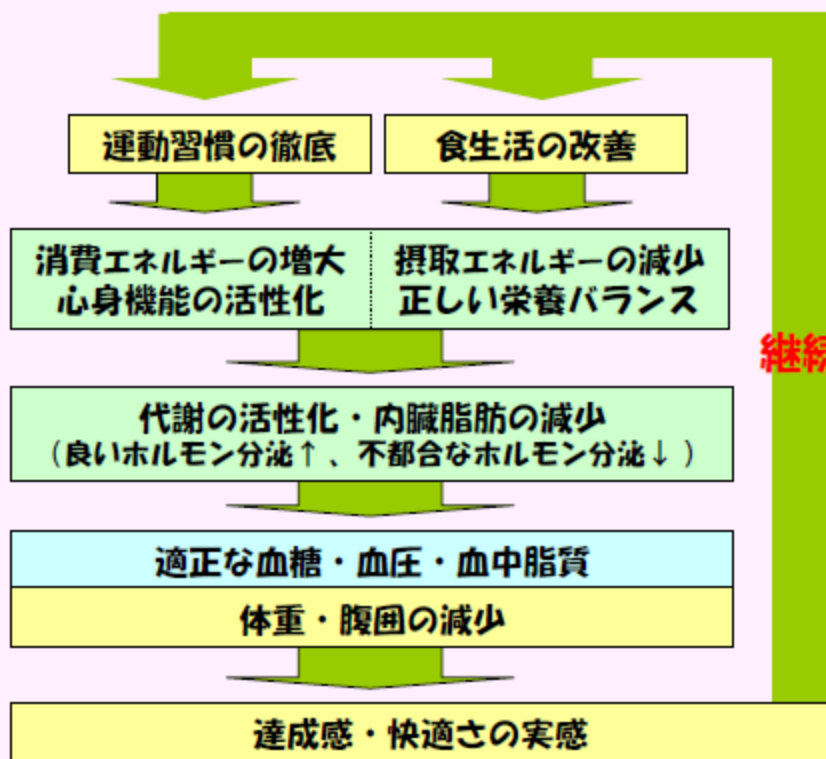 運動習慣の徹底
食生活の改善
消費エネルギーの増大
心身機能の活性化
摂取エネルギーの減少
正しい栄養バランス
代謝の活性化・内臓脂肪の減少
（良いホルモン分泌↑、不都合なホルモン分泌↓）
適正な血糖・血圧・血中脂質
体重・腹囲の減少
継続
達成感・快適さの実感